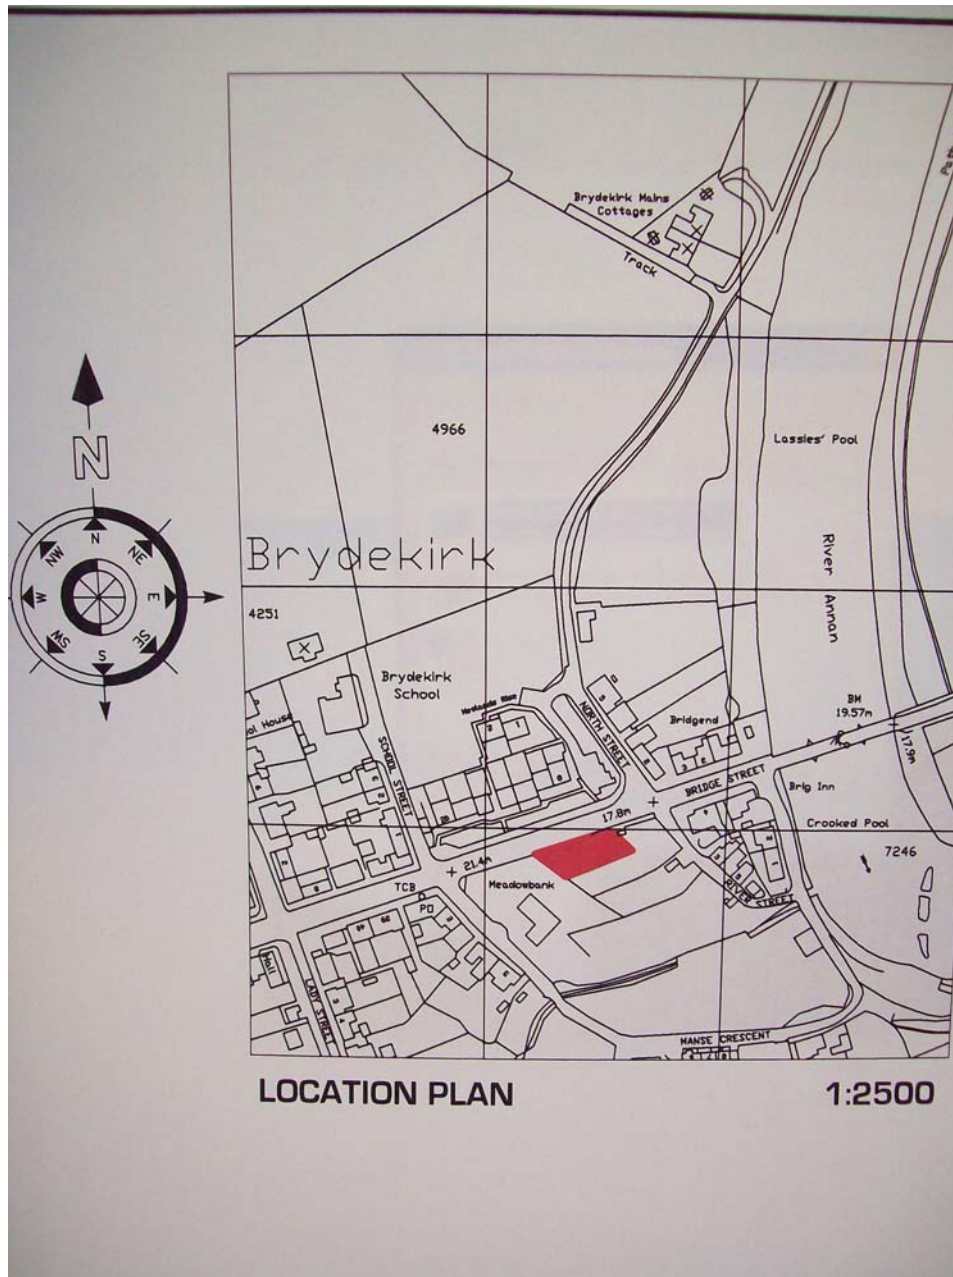 Brydekirk Mains
Cottages
Track
4966
Lassies' Pool
N
River Annan
N
NE
E
SE
S
SW
W
NW
Brydekirk
4251
Brydekirk
School
SCHOOL STREET
NORTH STREET
Bridgend
BM
19.57m
17.9m
BRIDGE STREET
Brig Inn
17.8m
Crooked Pool
7246
21.4m
Meadowbank
TCB
PO
RIVER STREET
Hall
LADY STREET
MANSE CRESCENT
LOCATION PLAN
1:2500